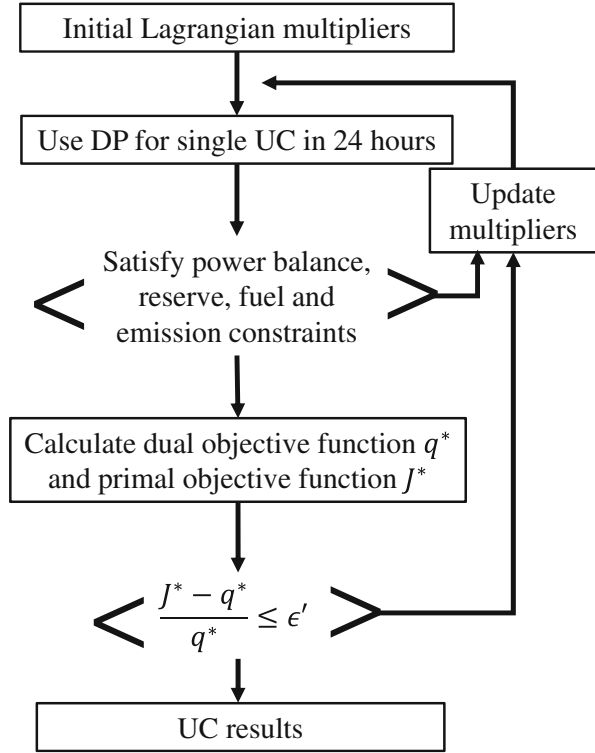 Initial Lagrangian multipliers
Use DP for single UC in 24 hours
Update
multipliers
Satisfy power balance,
reserve, fuel and
emission constraints
Calculate dual objective function q*
and primal objective function J*
J* − q*
q*
≤ ϵ′
UC results